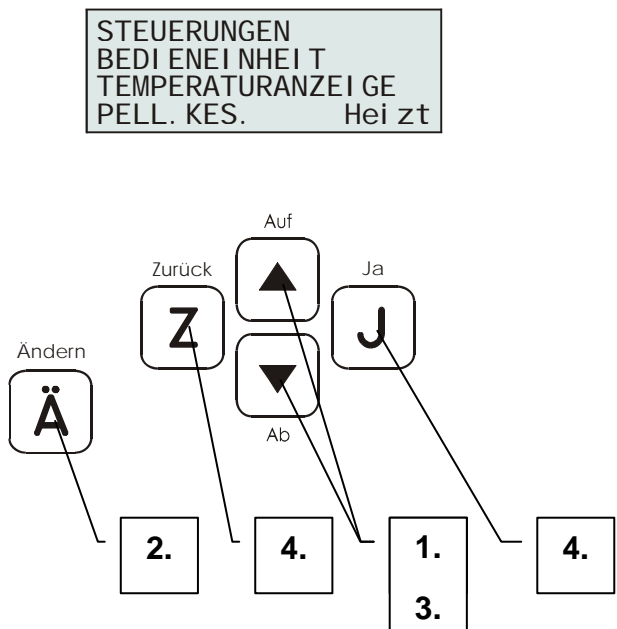 STEUERUNGEN
BEDIENEINHEIT
TEMPERATURANZEIGE
PELL. KES. Heizt
Auf
Zurück
Ja
Z
J
Ändern
Ä
Ab
2.
4.
1.
4.
3.